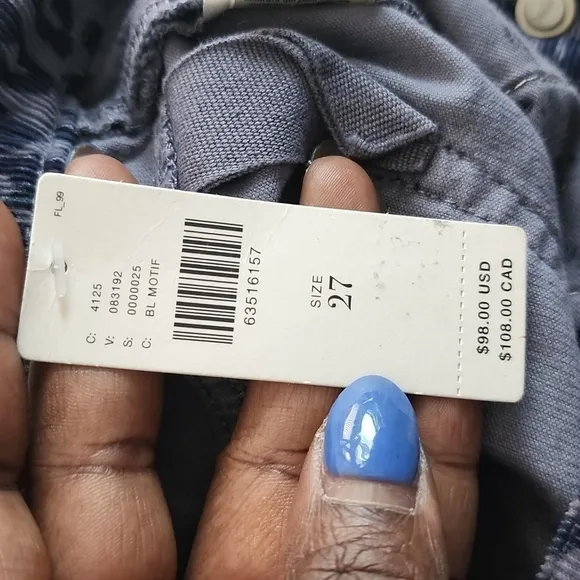 FL_99
C: 4125
V: 083192
S: 0000025
C: BL MOTIF
63516157
SIZE
27
$98.00 USD
$108.00 CAD